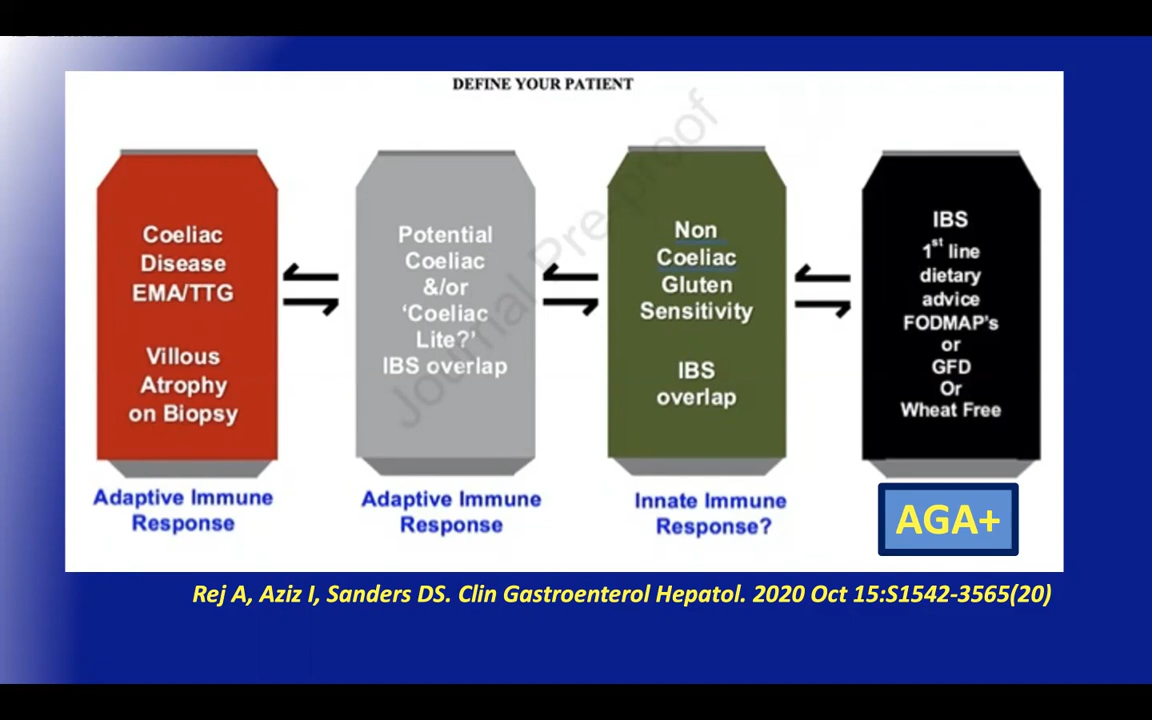 DEFINE YOUR PATIENT
Coeliac
Disease
EMA/TTG
Villous
Atrophy
on Biopsy
Adaptive Immune
Response
Potential
Coeliac
&/or
‘Coeliac
Lite?’
IBS overlap
Adaptive Immune
Response
Non
Coeliac
Gluten
Sensitivity
IBS
overlap
Innate Immune
Response?
IBS
1st line
dietary
advice
FODMAP's
or
GFD
Or
Wheat Free
AGA+
Journal Pre-proof
Rej A, Aziz I, Sanders DS. Clin Gastroenterol Hepatol. 2020 Oct 15:S1542-3565(20)